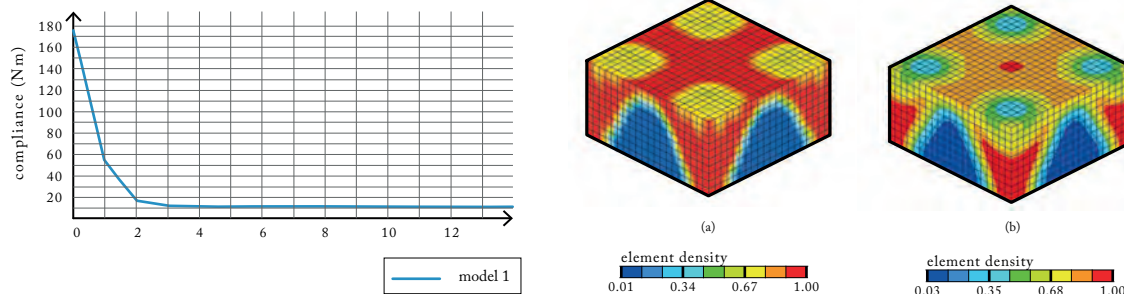 compliance (Nm)
180
160
140
120
100
80
60
40
20
0 2 4 6 8 10 12
model 1
(a)
element density
0.01 0.34 0.67 1.00
(b)
element density
0.03 0.35 0.68 1.00